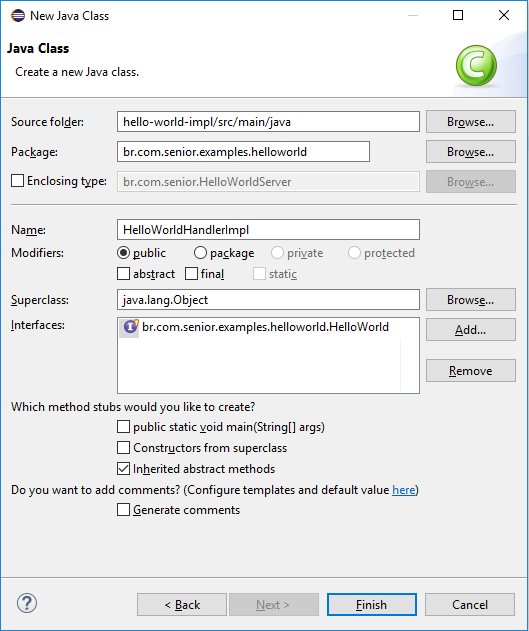 New Java Class
Java Class
Create a new Java class.
C
Source folder: hello-world-impl/src/main/java Browse...
Package: br.com.senior.examples.helloworld Browse...
Enclosing type: br.com.senior.HelloWorldServer Browse...
Name: HelloWorldHandlerImpl
Modifiers: public package private protected
abstract final static
Superclass: java.lang.Object Browse...
Interfaces: I br.com.senior.examples.helloworld.HelloWorld Add...
Remove
Which method stubs would you like to create?
public static void main(String[] args)
Constructors from superclass
Inherited abstract methods
Do you want to add comments? (Configure templates and default value here)
Generate comments
? < Back Next > Finish Cancel